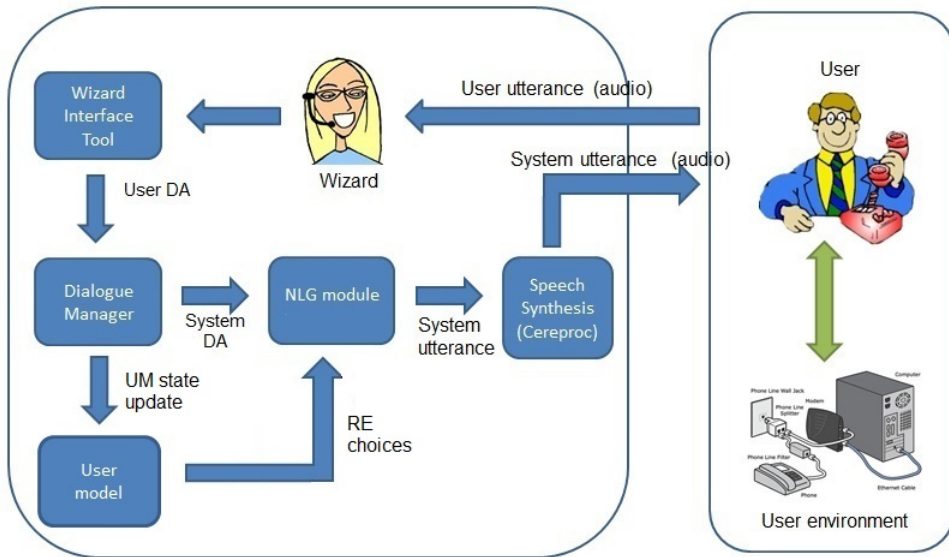 Wizard
Interface
Tool
Wizard
User utterance (audio)
System utterance (audio)
User
User DA
Dialogue
Manager
System
DA
NLG module
System
utterance
Speech
Synthesis
(Cereproc)
UM state
update
User
model
RE
choices
Computer
Phone Line Wall Jack
Modem
Phone Line
Splitter
Phone Line Filter
Phone
Ethernet Cable
User environment